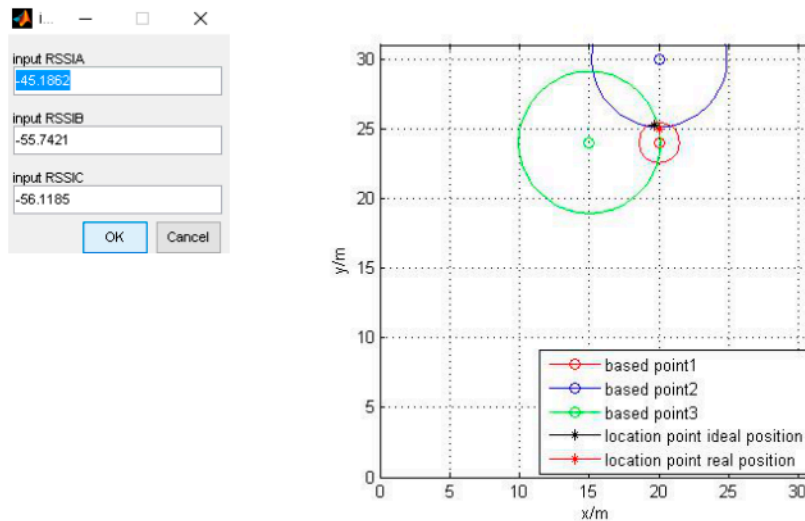 i...
input RSSIA
-45.1862
input RSSIB
-55.7421
input RSSIC
-56.1185
OK Cancel
30
25
20
15
10
5
0
y/m
0 5 10 15 20 25 30
x/m
based point1
based point2
based point3
location point ideal position
location point real position